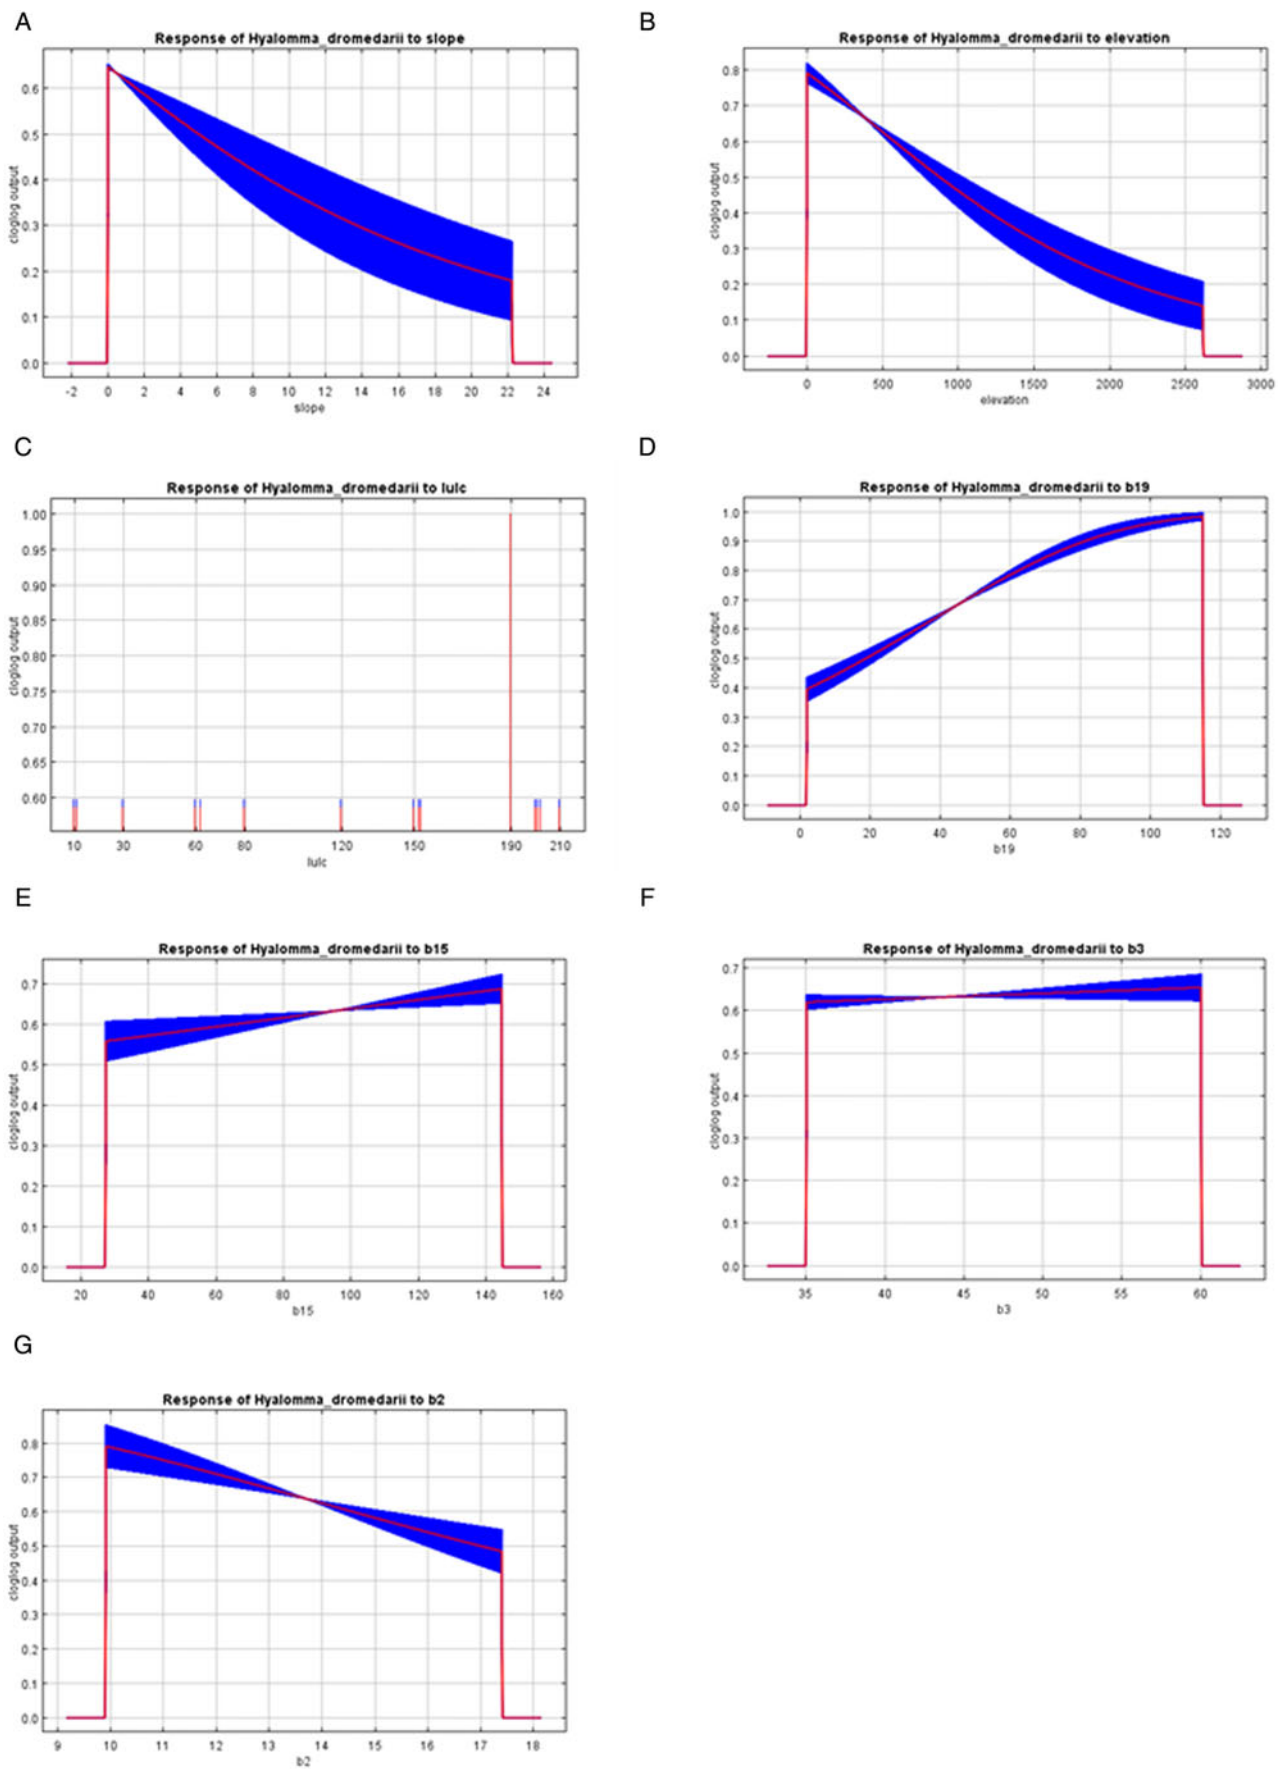 A
Response of Hyalomma_dromedarii to slope
cloglog output
0.6
0.5
0.4
0.3
0.2
0.1
0.0
-2 0 2 4 6 8 10 12 14 16 18 20 22 24
slope
B
Response of Hyalomma_dromedarii to elevation
cloglog output
0.8
0.7
0.6
0.5
0.4
0.3
0.2
0.1
0.0
0 500 1000 1500 2000 2500 3000
elevation
C
Response of Hyalomma_dromedarii to lulc
cloglog output
1.00
0.95
0.90
0.85
0.80
0.75
0.70
0.65
0.60
10 30 60 80 120 150 190 210
lulc
D
Response of Hyalomma_dromedarii to b19
cloglog output
1.0
0.9
0.8
0.7
0.6
0.5
0.4
0.3
0.2
0.1
0.0
0 20 40 60 80 100 120
b19
E
Response of Hyalomma_dromedarii to b15
cloglog output
0.7
0.6
0.5
0.4
0.3
0.2
0.1
0.0
20 40 60 80 100 120 140 160
b15
F
Response of Hyalomma_dromedarii to b3
cloglog output
0.7
0.6
0.5
0.4
0.3
0.2
0.1
0.0
35 40 45 50 55 60
b3
G
Response of Hyalomma_dromedarii to b2
cloglog output
0.8
0.7
0.6
0.5
0.4
0.3
0.2
0.1
0.0
9 10 11 12 13 14 15 16 17 18
b2